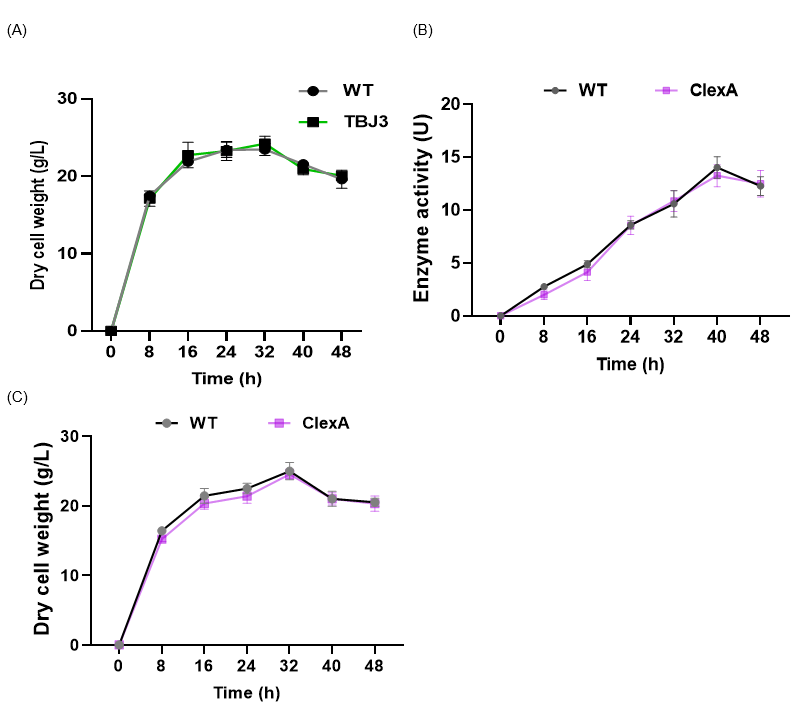 (A)
WT
TBJ3
30
20
10
0
Dry cell weight (g/L)
0 8 16 24 32 40 48
Time (h)
(B)
WT ClexA
20
15
10
5
0
Enzyme activity (U)
0 8 16 24 32 40 48
Time (h)
(C)
WT ClexA
30
20
10
0
Dry cell weight (g/L)
0 8 16 24 32 40 48
Time (h)